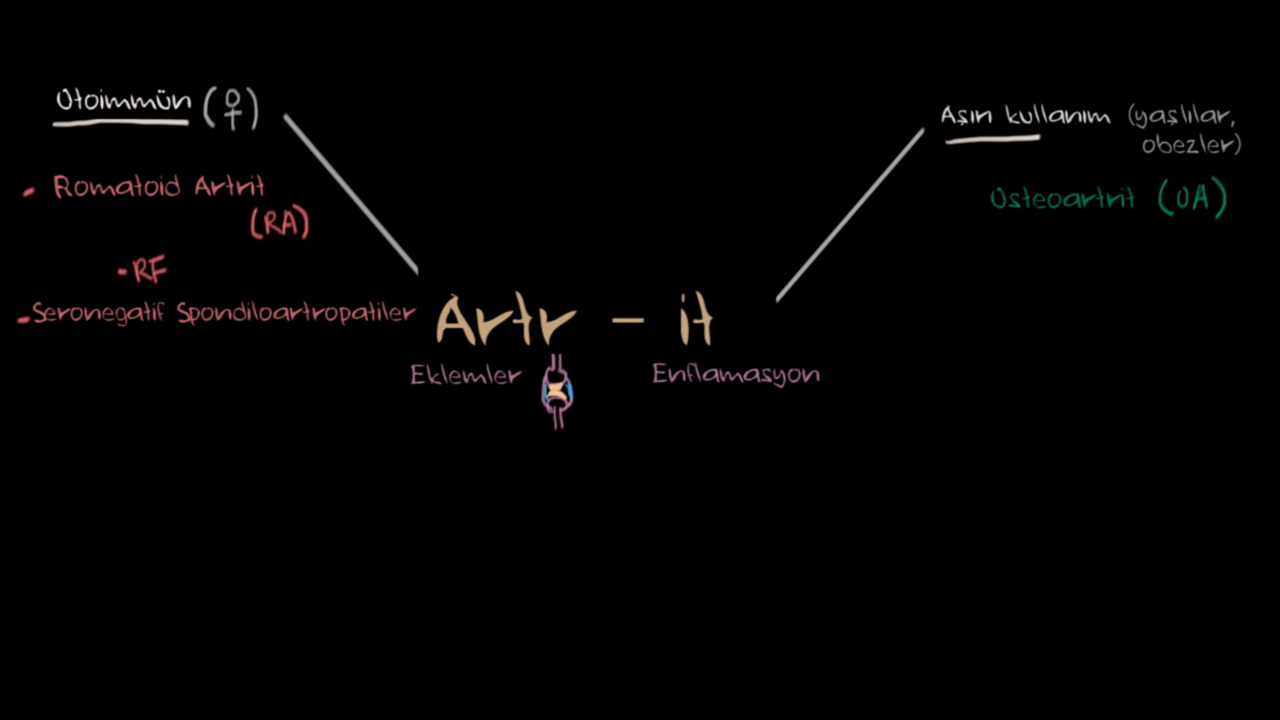 Otoimmün (♀)
• Romatoid Artrit
(RA)
- RF
- Seronegatif Spondiloartropatiler
Artr - it
Eklemler
Enflamasyon
Aşırı kullanım (yaşlılar,
obezler)
Osteoartrit (OA)